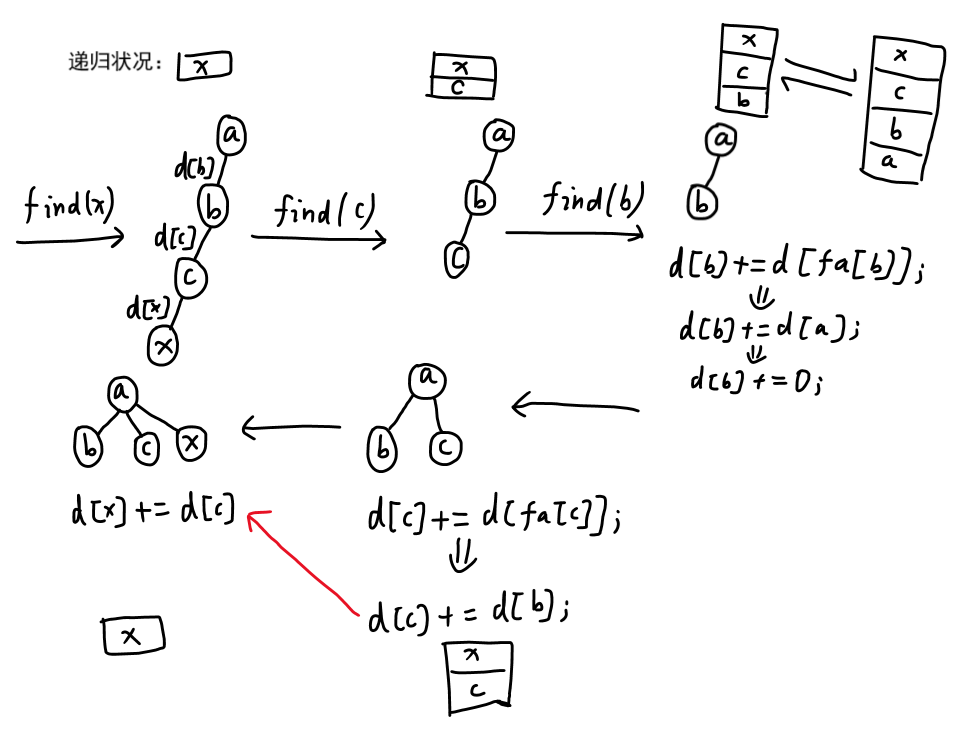 递归状况：
x
x
c
x
c
b
x
c
b
a
find(x)
a
d[b]
b
d[c]
c
d[x]
x
find(c)
a
b
c
find(b)
a
b
d[b]+=d[fa[b]];
⇓
d[b]+=d[a];
⇓
d[b]+=0;
a
b
c
x
d[x]+=d[c]
x
a
b
c
d[c]+=d[fa[c]];
⇓
d[c]+=d[b];
x
c